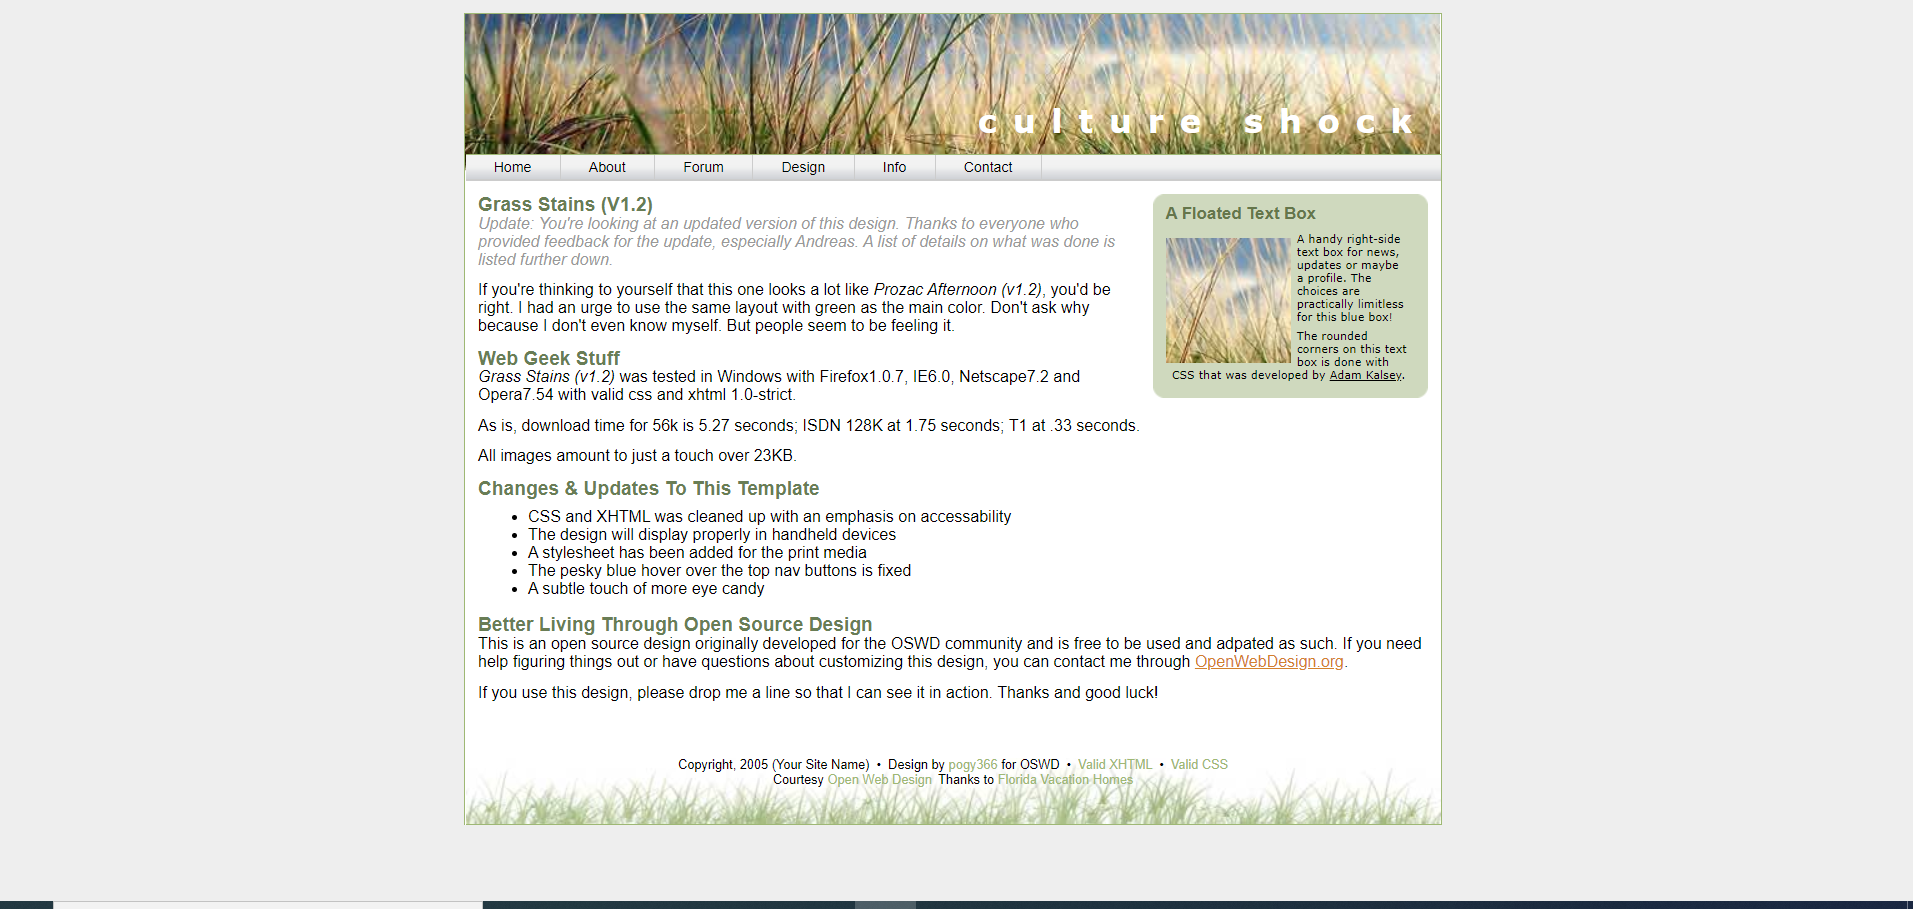 culture shock
Home About Forum Design Info Contact
Grass Stains (V1.2)
Update: You're looking at an updated version of this design. Thanks to everyone who
provided feedback for the update, especially Andreas. A list of details on what was done is
listed further down.
If you're thinking to yourself that this one looks a lot like Prozac Afternoon (v1.2), you'd be
right. I had an urge to use the same layout with green as the main color. Don't ask why
because I don't even know myself. But people seem to be feeling it.
Web Geek Stuff
Grass Stains (v1.2) was tested in Windows with Firefox1.0.7, IE6.0, Netscape7.2 and
Opera7.54 with valid css and xhtml 1.0-strict.
As is, download time for 56k is 5.27 seconds; ISDN 128K at 1.75 seconds; T1 at .33 seconds.
All images amount to just a touch over 23KB.
A Floated Text Box
A handy right-side
text box for news,
updates or maybe
a profile. The
choices are
practically limitless
for this blue box!
The rounded
corners on this text
box is done with
CSS that was developed by Adam Kalsey.
Changes & Updates To This Template
• CSS and XHTML was cleaned up with an emphasis on accessability
• The design will display properly in handheld devices
• A stylesheet has been added for the print media
• The pesky blue hover over the top nav buttons is fixed
• A subtle touch of more eye candy
Better Living Through Open Source Design
This is an open source design originally developed for the OSWD community and is free to be used and adpated as such. If you need
help figuring things out or have questions about customizing this design, you can contact me through OpenWebDesign.org.
If you use this design, please drop me a line so that I can see it in action. Thanks and good luck!
Copyright, 2005 (Your Site Name) • Design by pogy366 for OSWD • Valid XHTML • Valid CSS
Courtesy Open Web Design Thanks to Florida Vacation Homes